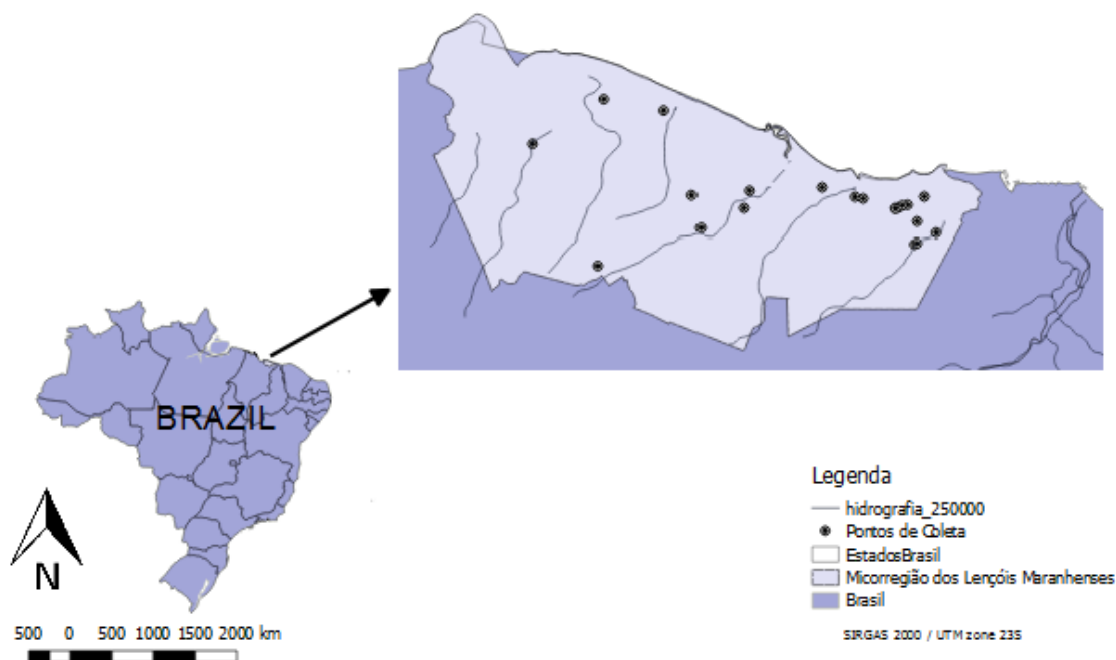 BRAZIL
N
500 0 500 1000 1500 2000 km
Legenda
hidrografia_250000
Pontos de Coleta
EstadosBrasil
Micorregião dos Lençóis Maranhenses
Brasil
SIRGAS 2000 / UTM zone 23S